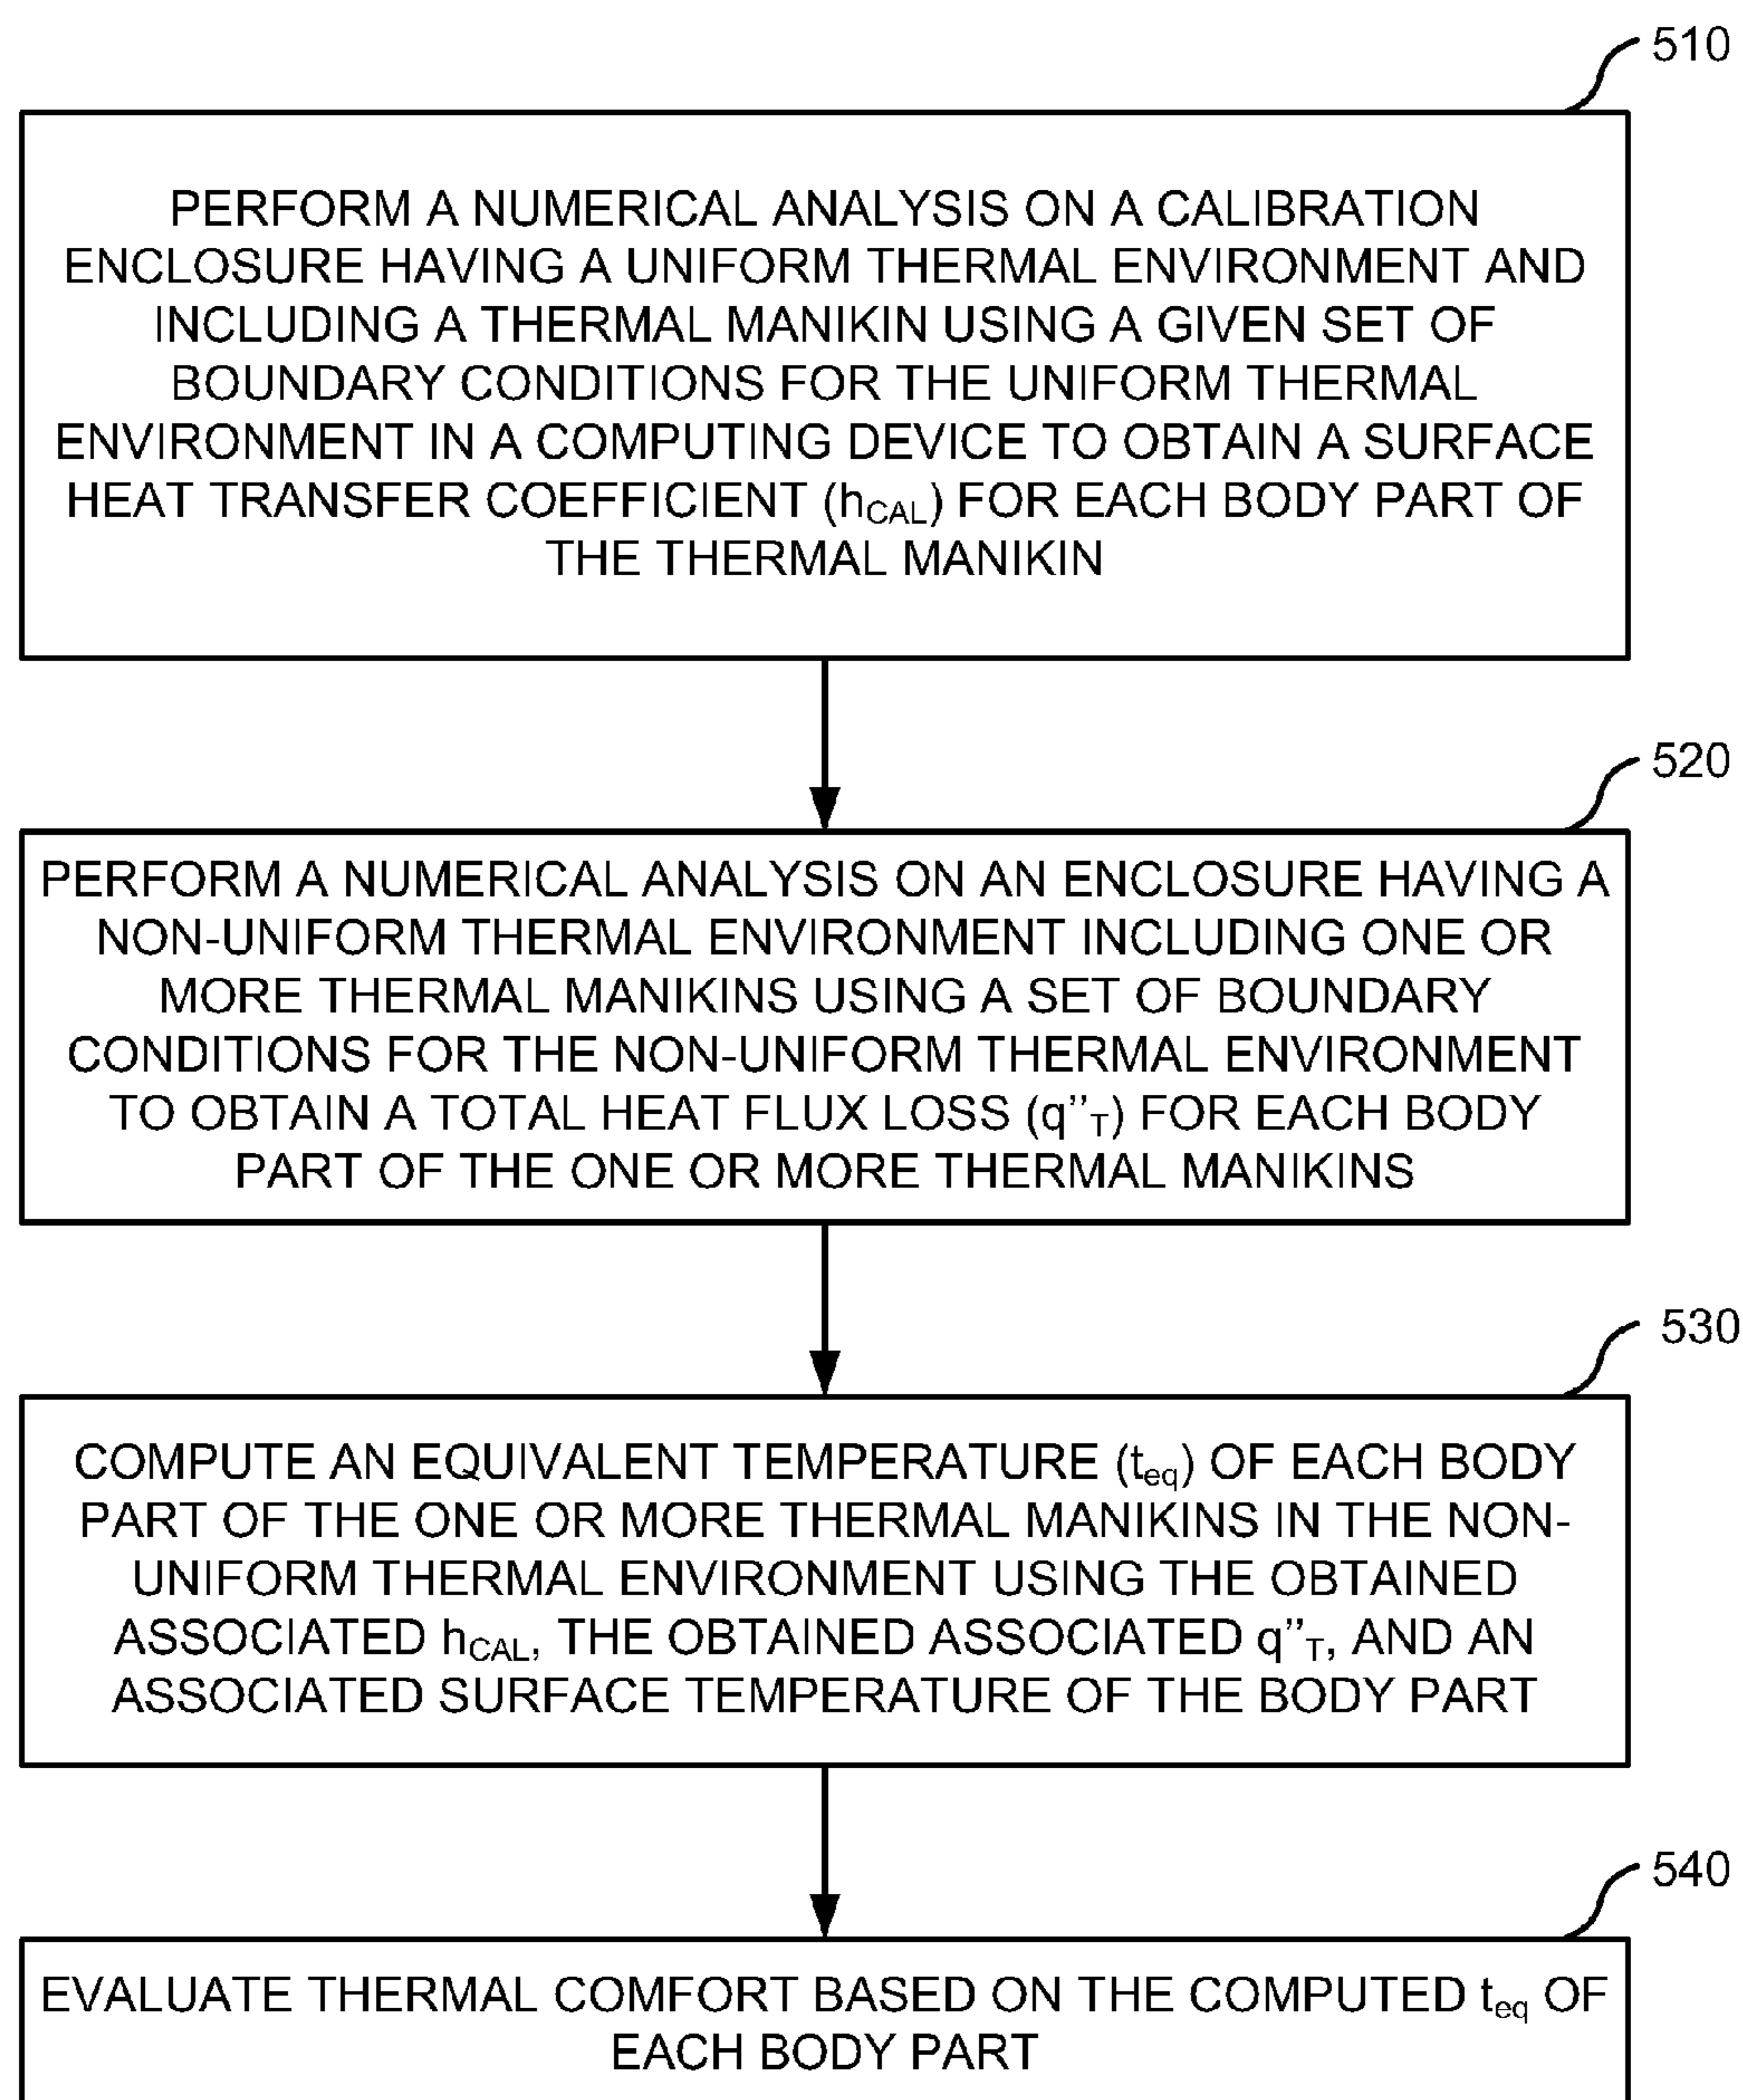 510
PERFORM A NUMERICAL ANALYSIS ON A CALIBRATION
ENCLOSURE HAVING A UNIFORM THERMAL ENVIRONMENT AND
INCLUDING A THERMAL MANIKIN USING A GIVEN SET OF
BOUNDARY CONDITIONS FOR THE UNIFORM THERMAL
ENVIRONMENT IN A COMPUTING DEVICE TO OBTAIN A SURFACE
HEAT TRANSFER COEFFICIENT (hCAL) FOR EACH BODY PART OF
THE THERMAL MANIKIN
520
PERFORM A NUMERICAL ANALYSIS ON AN ENCLOSURE HAVING A
NON-UNIFORM THERMAL ENVIRONMENT INCLUDING ONE OR
MORE THERMAL MANIKINS USING A SET OF BOUNDARY
CONDITIONS FOR THE NON-UNIFORM THERMAL ENVIRONMENT
TO OBTAIN A TOTAL HEAT FLUX LOSS (q”T) FOR EACH BODY
PART OF THE ONE OR MORE THERMAL MANIKINS
530
COMPUTE AN EQUIVALENT TEMPERATURE (teq) OF EACH BODY
PART OF THE ONE OR MORE THERMAL MANIKINS IN THE NON-
UNIFORM THERMAL ENVIRONMENT USING THE OBTAINED
ASSOCIATED hCAL, THE OBTAINED ASSOCIATED q”T, AND AN
ASSOCIATED SURFACE TEMPERATURE OF THE BODY PART
540
EVALUATE THERMAL COMFORT BASED ON THE COMPUTED teq OF
EACH BODY PART